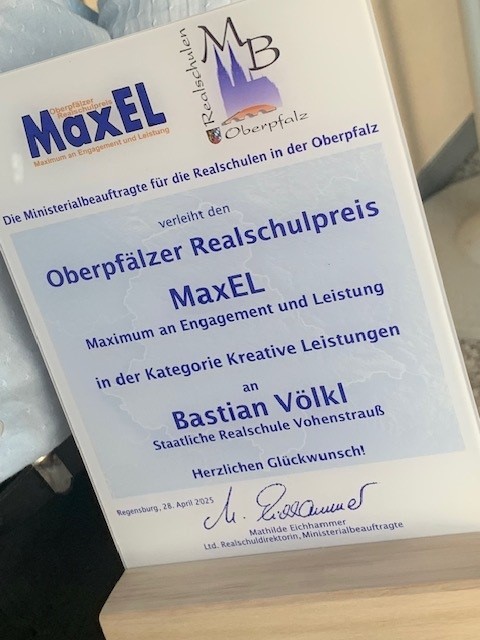 Oberpfälzer
Realschulpreis
MaxEL
Maximum an Engagement und Leistung
Realschulen
MB
Oberpfalz
Die Ministerialbeauftragte für die Realschulen in der Oberpfalz
verleiht den
Oberpfälzer Realschulpreis
MaxEL
Maximum an Engagement und Leistung
in der Kategorie Kreative Leistungen
an
Bastian Völkl
Staatliche Realschule Vohenstrauß
Herzlichen Glückwunsch!
Regensburg, 28. April 2025
M. Eichhammer
Mathilde Eichhammer
Ltd. Realschuldirektorin, Ministerialbeauftragte